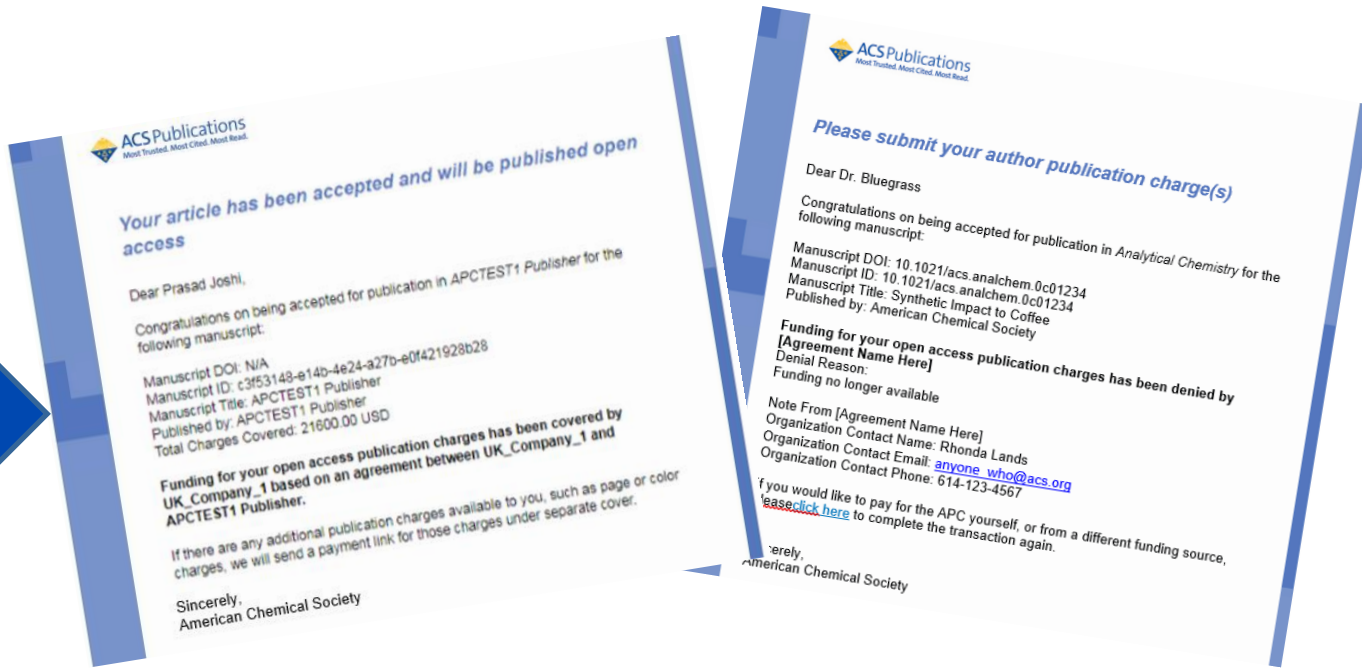 ACS Publications
Most Trusted. Most Cited. Most Read.
Your article has been accepted and will be published open
access
Dear Prasad Joshi,
Congratulations on being accepted for publication in APCTEST1 Publisher for the
following manuscript:
Manuscript DOI: N/A
Manuscript ID: c3f53148-e14b-4e24-a27b-e0f421928b28
Manuscript Title: APCTEST1 Publisher
Published by: APCTEST1 Publisher
Total Charges Covered: 21600.00 USD
Funding for your open access publication charges has been covered by
UK_Company_1 based on an agreement between UK_Company_1 and
APCTEST1 Publisher.
If there are any additional publication charges available to you, such as page or color
charges, we will send a payment link for those charges under separate cover.
Sincerely,
American Chemical Society
ACS Publications
Most Trusted. Most Cited. Most Read.
Please submit your author publication charge(s)
Dear Dr. Bluegrass
Congratulations on being accepted for publication in Analytical Chemistry for the
following manuscript:
Manuscript DOI: 10.1021/acs.analchem.0c01234
Manuscript ID: 10.1021/acs.analchem.0c01234
Manuscript Title: Synthetic Impact to Coffee
Published by: American Chemical Society
Funding for your open access publication charges has been denied by
[Agreement Name Here]
Denial Reason:
Funding no longer available
Note From [Agreement Name Here]
Organization Contact Name: Rhonda Lands
Organization Contact Email: anyone_who@acs.org
Organization Contact Phone: 614-123-4567
if you would like to pay for the APC yourself, or from a different funding source,
leaseclick here to complete the transaction again.
cerely,
American Chemical Society